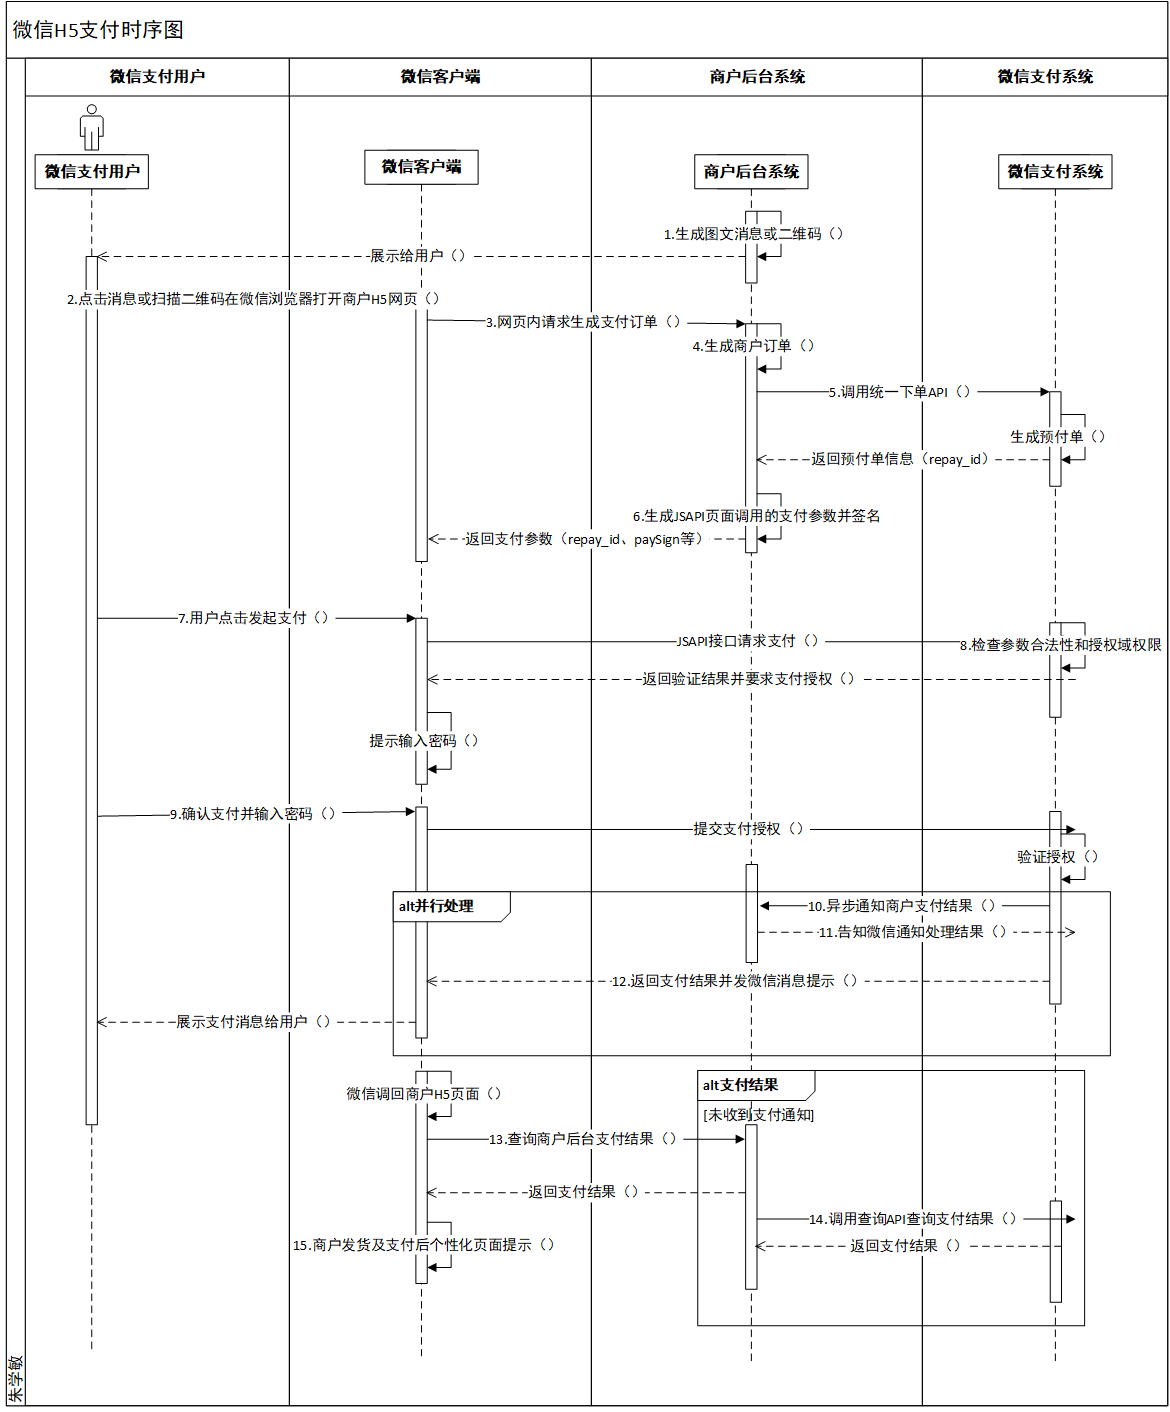 微信H5支付时序图
微信支付用户
微信客户端
商户后台系统
微信支付系统
微信支付用户
微信客户端
商户后台系统
微信支付系统
1.生成图文消息或二维码（）
展示给用户（）
2.点击消息或扫描二维码在微信浏览器打开商户H5网页（）
3.网页内请求生成支付订单（）
4.生成商户订单（）
5.调用统一下单API（）
生成预付单（）
返回预付单信息（repay_id）
6.生成JSAPI页面调用的支付参数并签名
返回支付参数（repay_id、paySign等）
7.用户点击发起支付（）
JSAPI接口请求支付（）
8.检查参数合法性和授权域权限
返回验证结果并要求支付授权（）
提示输入密码（）
9.确认支付并输入密码（）
提交支付授权（）
验证授权（）
alt并行处理
10.异步通知商户支付结果（）
11.告知微信通知处理结果（）
12.返回支付结果并发微信消息提示（）
展示支付消息给用户（）
alt支付结果
微信调回商户H5页面（）
[未收到支付通知]
13.查询商户后台支付结果（）
返回支付结果（）
14.调用查询API查询支付结果（）
15.商户发货及支付后个性化页面提示（）
返回支付结果（）
朱学敏